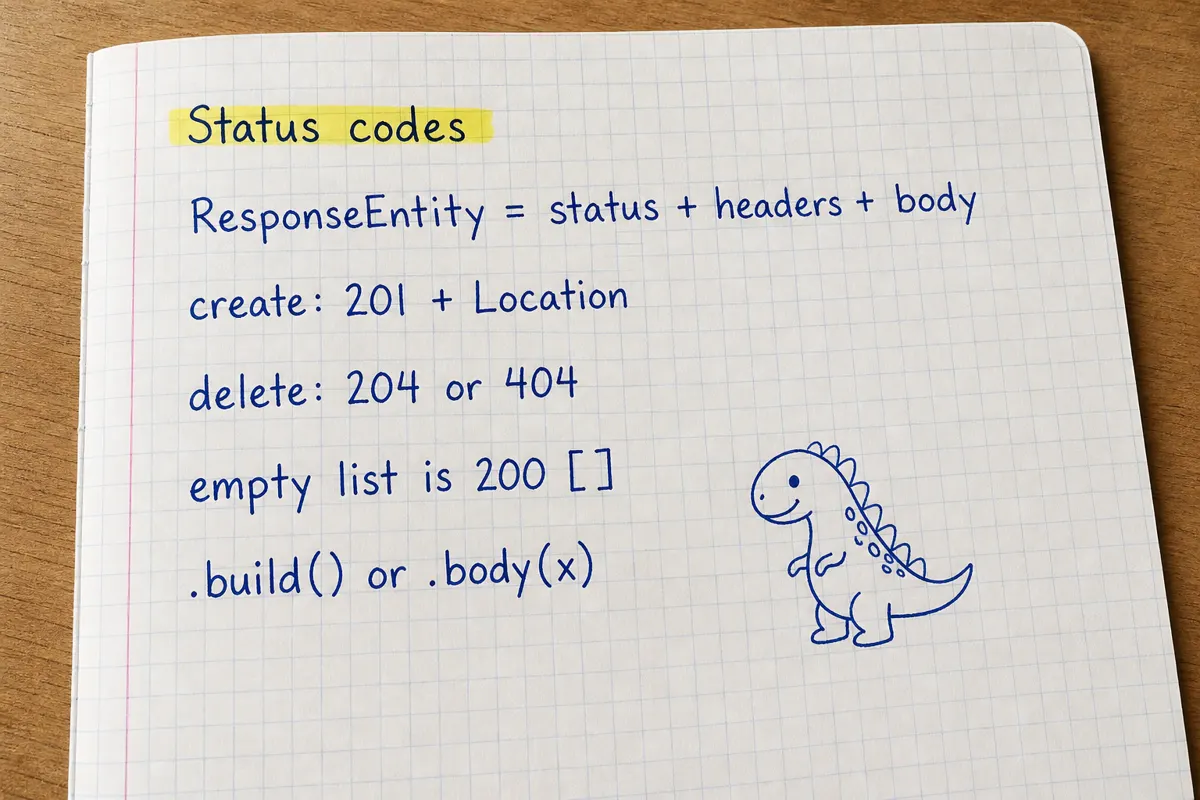 Status codes
ResponseEntity = status + headers + body
create: 201 + Location
delete: 204 or 404
empty list is 200 []
.build() or .body(x)